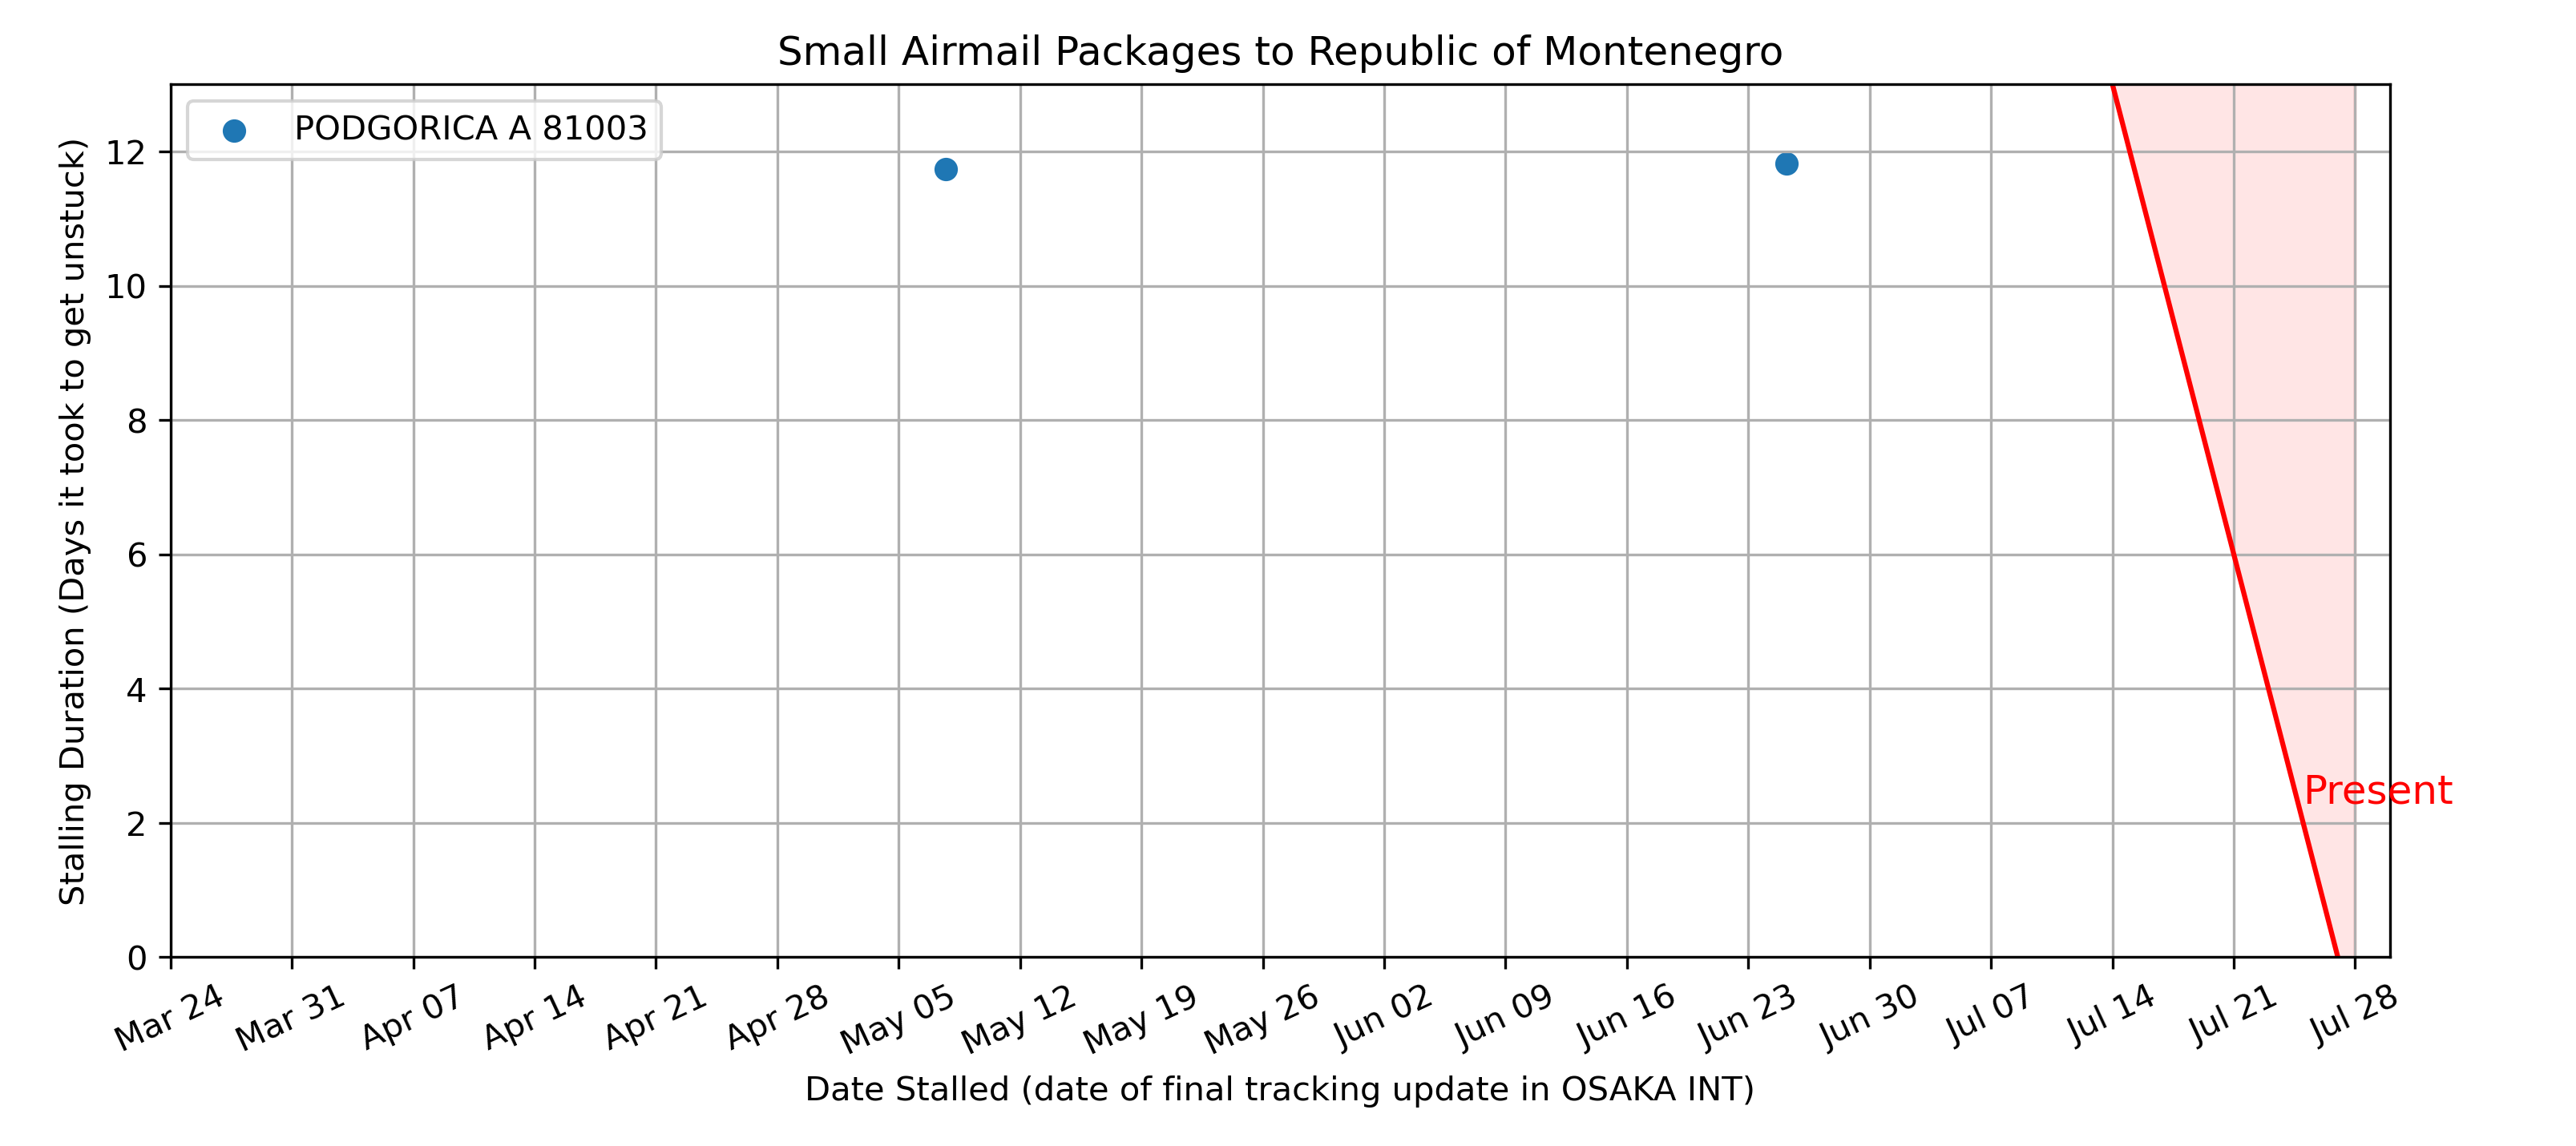 Small Airmail Packages to Republic of Montenegro
PODGORICA A 81003
Stalling Duration (Days it took to get unstuck)
12
10
8
6
4
2
0
Present
Mar 24
Mar 31
Apr 07
Apr 14
Apr 21
Apr 28
May 05
May 12
May 19
May 26
Jun 02
Jun 09
Jun 16
Jun 23
Jun 30
Jul 07
Jul 14
Jul 21
Jul 28
Date Stalled (date of final tracking update in OSAKA INT)